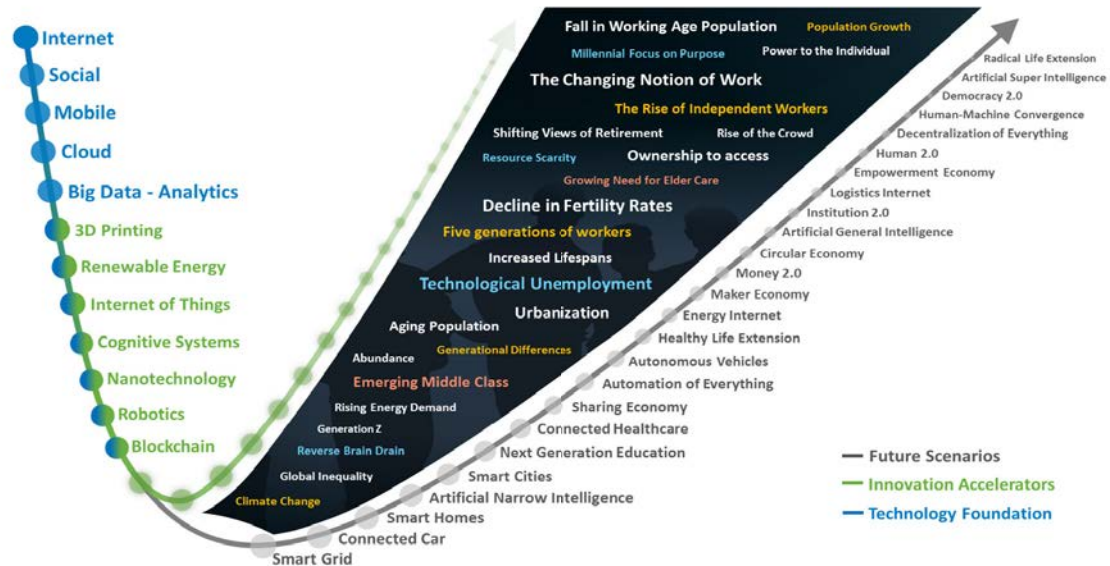 Internet
Social
Mobile
Cloud
Big Data - Analytics
3D Printing
Renewable Energy
Internet of Things
Cognitive Systems
Nanotechnology
Robotics
Blockchain
Fall in Working Age Population
Population Growth
Millennial Focus on Purpose
Power to the Individual
The Changing Notion of Work
The Rise of Independent Workers
Shifting Views of Retirement
Rise of the Crowd
Resource Scarcity
Ownership to access
Growing Need for Elder Care
Decline in Fertility Rates
Five generations of workers
Increased Lifespans
Technological Unemployment
Urbanization
Aging Population
Abundance
Generational Differences
Emerging Middle Class
Rising Energy Demand
Generation Z
Reverse Brain Drain
Global Inequality
Climate Change
Radical Life Extension
Artificial Super Intelligence
Democracy 2.0
Human-Machine Convergence
Decentralization of Everything
Human 2.0
Empowerment Economy
Logistics Internet
Institution 2.0
Artificial General Intelligence
Circular Economy
Money 2.0
Maker Economy
Energy Internet
Healthy Life Extension
Autonomous Vehicles
Automation of Everything
Sharing Economy
Connected Healthcare
Next Generation Education
Smart Cities
Artificial Narrow Intelligence
Smart Homes
Connected Car
Smart Grid
Future Scenarios
Innovation Accelerators
Technology Foundation